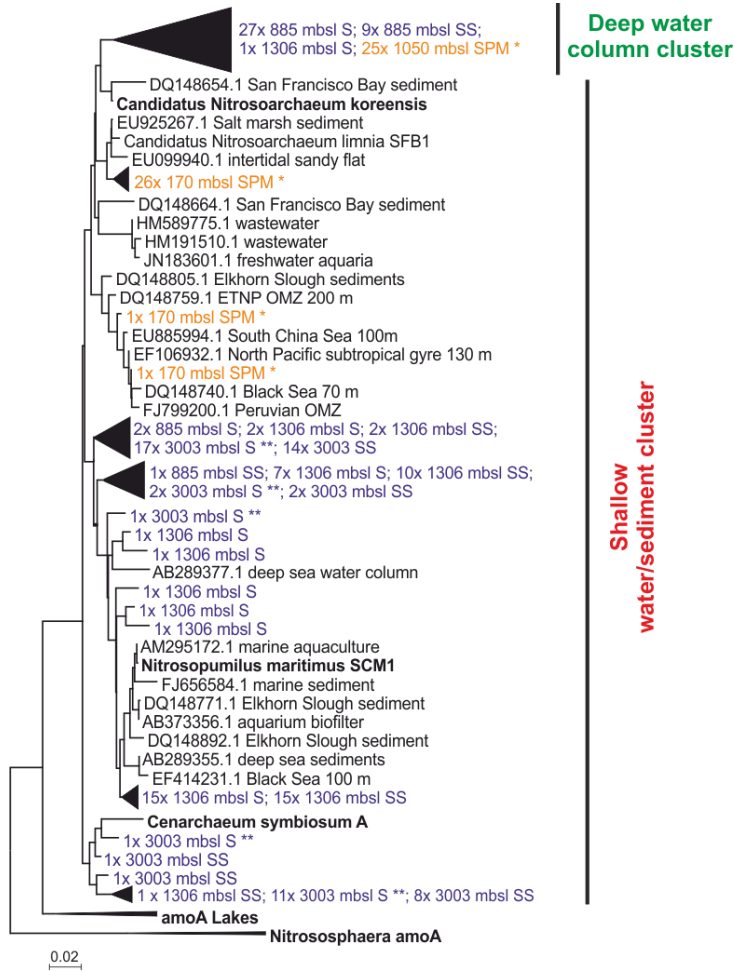 27x 885 mbsl S; 9x 885 mbsl SS;
1x 1306 mbsl S; 25x 1050 mbsl SPM *
Deep water
column cluster
DQ148654.1 San Francisco Bay sediment
Candidatus Nitrosoarchaeum koreensis
EU925267.1 Salt marsh sediment
Candidatus Nitrosoarchaeum limnia SFB1
EU099940.1 intertidal sandy flat
26x 170 mbsl SPM *
DQ148664.1 San Francisco Bay sediment
HM589775.1 wastewater
HM191510.1 wastewater
JN183601.1 freshwater aquaria
DQ148805.1 Elkhorn Slough sediments
DQ148759.1 ETNP OMZ 200 m
1x 170 mbsl SPM *
EU885994.1 South China Sea 100m
EF106932.1 North Pacific subtropical gyre 130 m
1x 170 mbsl SPM *
DQ148740.1 Black Sea 70 m
FJ799200.1 Peruvian OMZ
2x 885 mbsl S; 2x 1306 mbsl S; 2x 1306 mbsl SS;
17x 3003 mbsl S **; 14x 3003 SS
1x 885 mbsl SS; 7x 1306 mbsl S; 10x 1306 mbsl SS;
2x 3003 mbsl S **; 2x 3003 mbsl SS
1x 3003 mbsl S **
1x 1306 mbsl S
1x 1306 mbsl S
AB289377.1 deep sea water column
1x 1306 mbsl S
1x 1306 mbsl S
1x 1306 mbsl S
AM295172.1 marine aquaculture
Nitrosopumilus maritimus SCM1
FJ656584.1 marine sediment
DQ148771.1 Elkhorn Slough sediment
AB373356.1 aquarium biofilter
DQ148892.1 Elkhorn Slough sediment
AB289355.1 deep sea sediments
EF414231.1 Black Sea 100 m
15x 1306 mbsl S; 15x 1306 mbsl SS
Cenarchaeum symbiosum A
1x 3003 mbsl S **
1x 3003 mbsl SS
1x 3003 mbsl SS
1 x 1306 mbsl SS; 11x 3003 mbsl S **; 8x 3003 mbsl SS
Shallow
water/sediment cluster
amoA Lakes
Nitrososphaera amoA
0.02